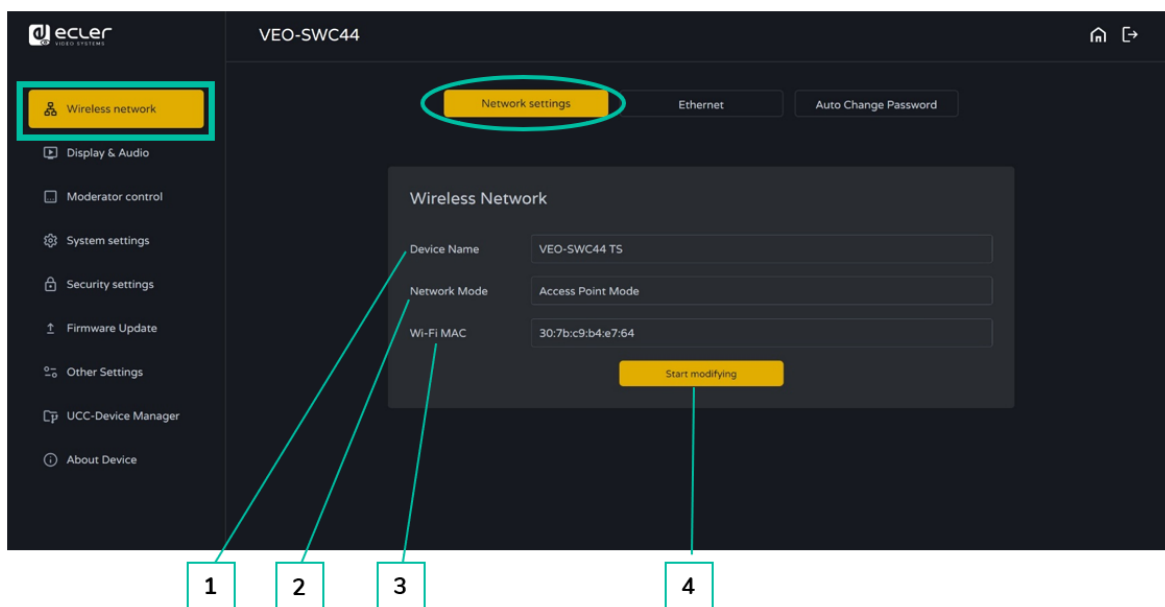 ecler
VIDEO SYSTEMS
VEO-SWC44
Wireless network
Display & Audio
Moderator control
System settings
Security settings
Firmware Update
Other Settings
UCC-Device Manager
About Device
Network settings
Ethernet
Auto Change Password
Wireless Network
Device Name
VEO-SWC44 TS
Network Mode
Access Point Mode
Wi-Fi MAC
30:7b:c9:b4:e7:64
Start modifying
1
2
3
4